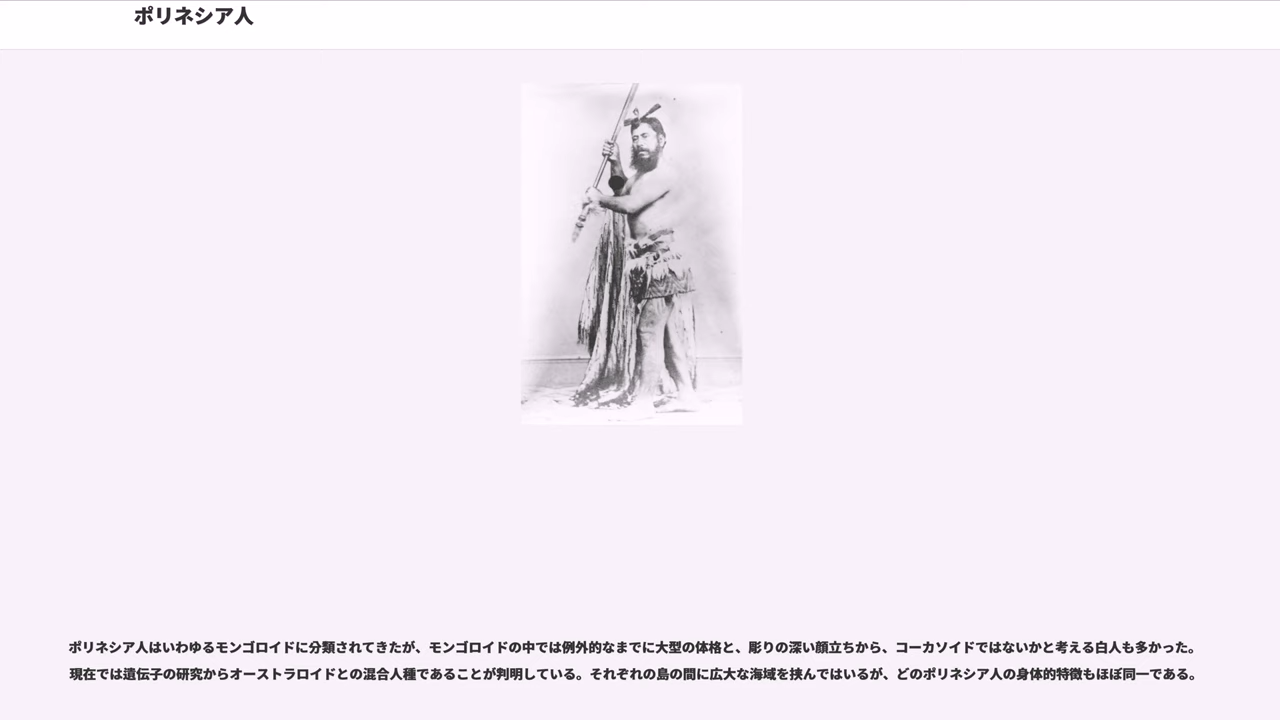 ポリネシア人
ポリネシア人はいわゆるモンゴロイドに分類されてきたが、モンゴロイドの中では例外的なまでに大型の体格と、彫りの深い顔立ちから、コーカソイドではないかと考える白人も多かった。
現在では遺伝子の研究からオーストラロイドとの混合人種であることが判明している。それぞれの島の間に広大な海域を挟んではいるが、どのポリネシア人の身体的特徴もほぼ同一である。